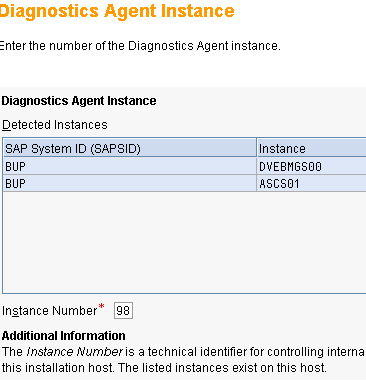 Diagnostics Agent Instance
Enter the number of the Diagnostics Agent instance.
Diagnostics Agent Instance
Detected Instances
SAP System ID (SAPSID) Instance
BUP DVEBMGS00
BUP ASCS01
Instance Number* 98
Additional Information
The Instance Number is a technical identifier for controlling interna
this installation host. The listed instances exist on this host.